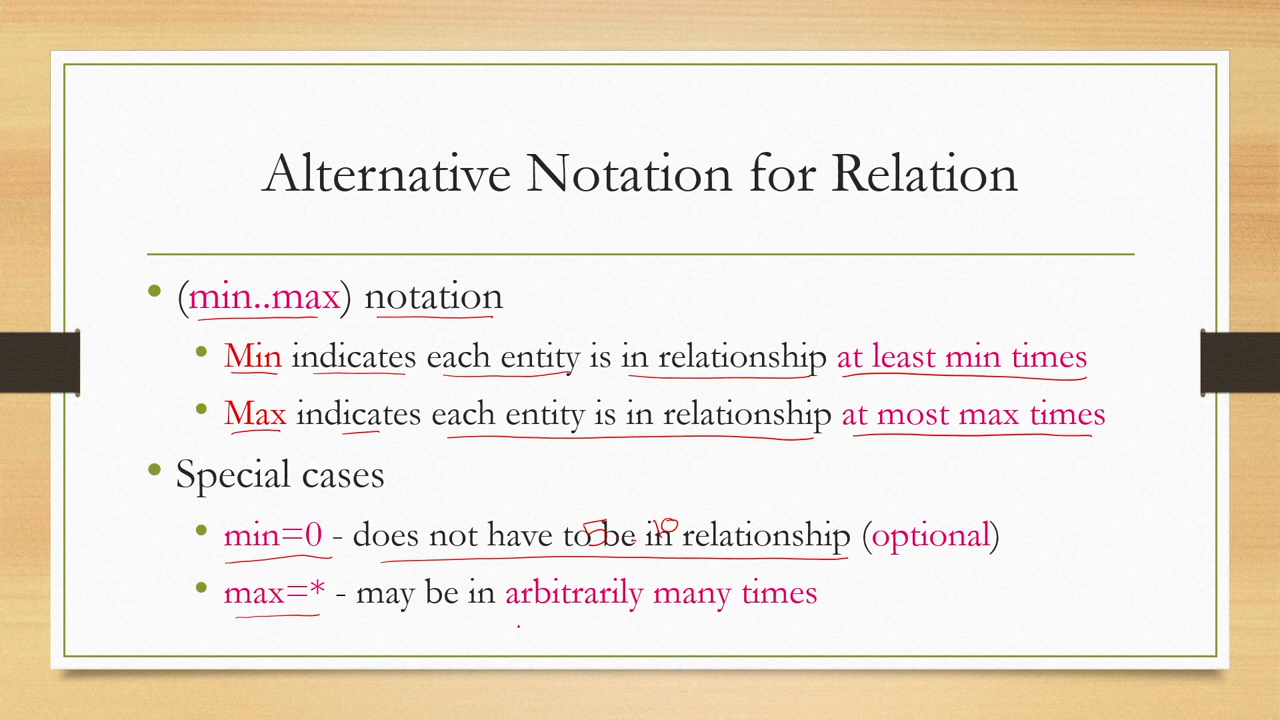 Alternative Notation for Relation
• (min..max) notation
• Min indicates each entity is in relationship at least min times
• Max indicates each entity is in relationship at most max times
• Special cases
• min=0 - does not have to be in relationship (optional)
• max=* - may be in arbitrarily many times